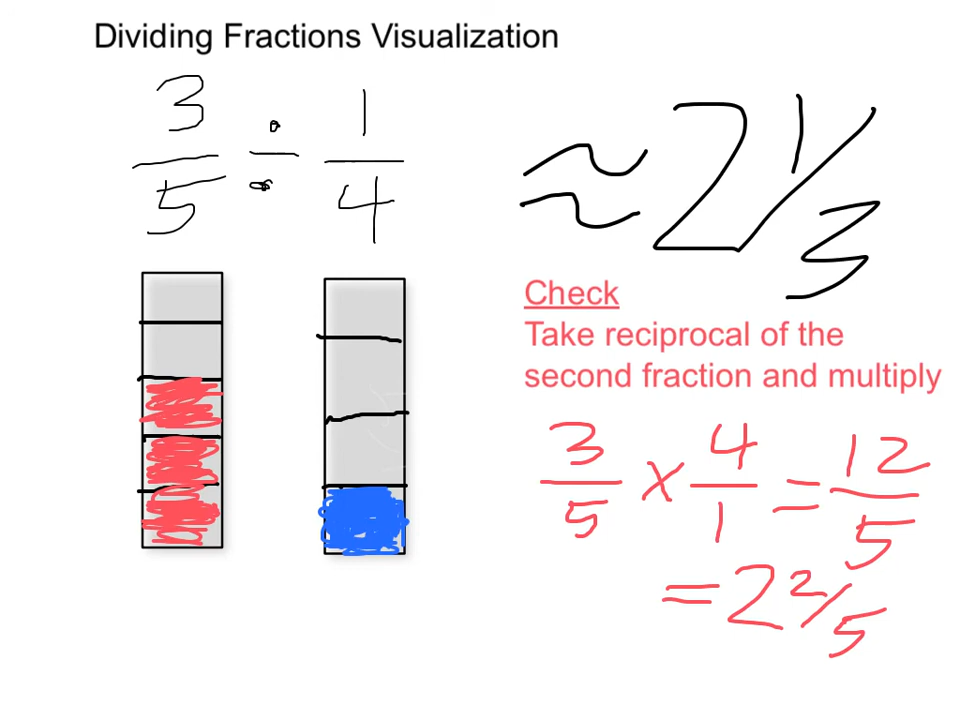 Dividing Fractions Visualization
3/5 ÷ 1/4
≈ 2 1/3
Check
Take reciprocal of the
second fraction and multiply
3/5 × 4/1 = 12/5
= 2 2/5